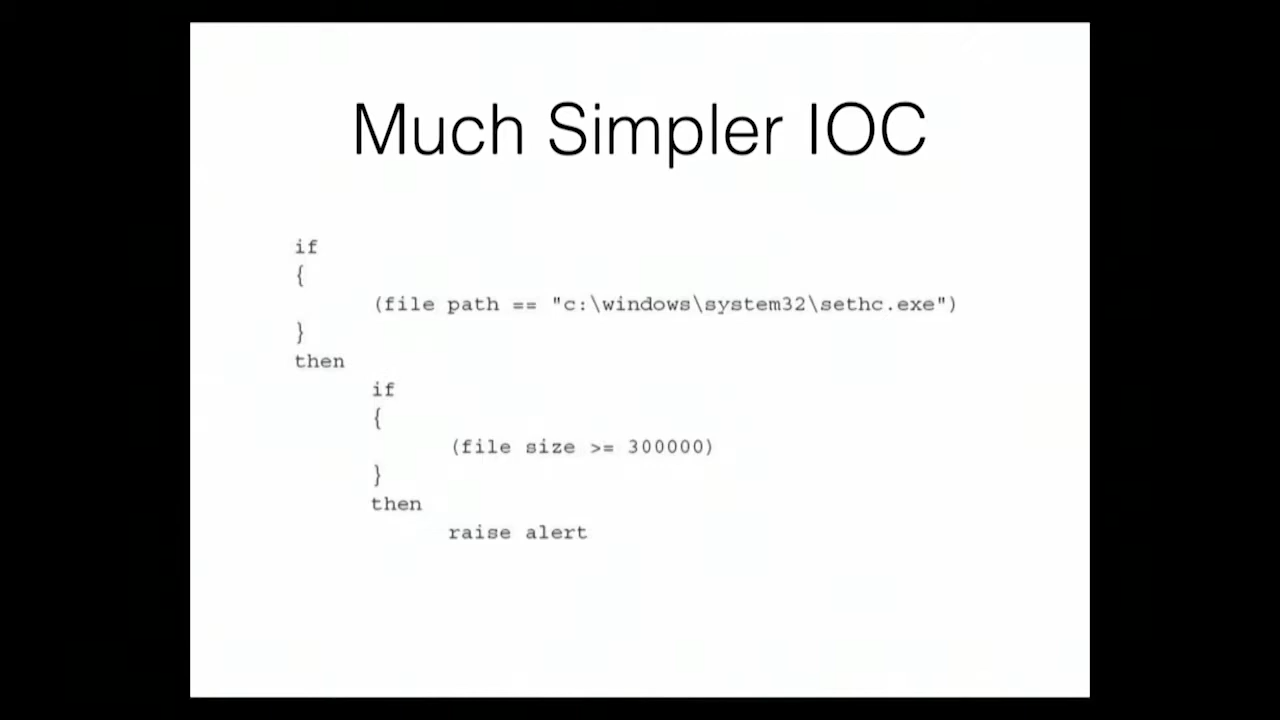 Much Simpler IOC
if
{
(file path == "c:\windows\system32\sethc.exe")
}
then
if
{
(file size >= 300000)
}
then
raise alert